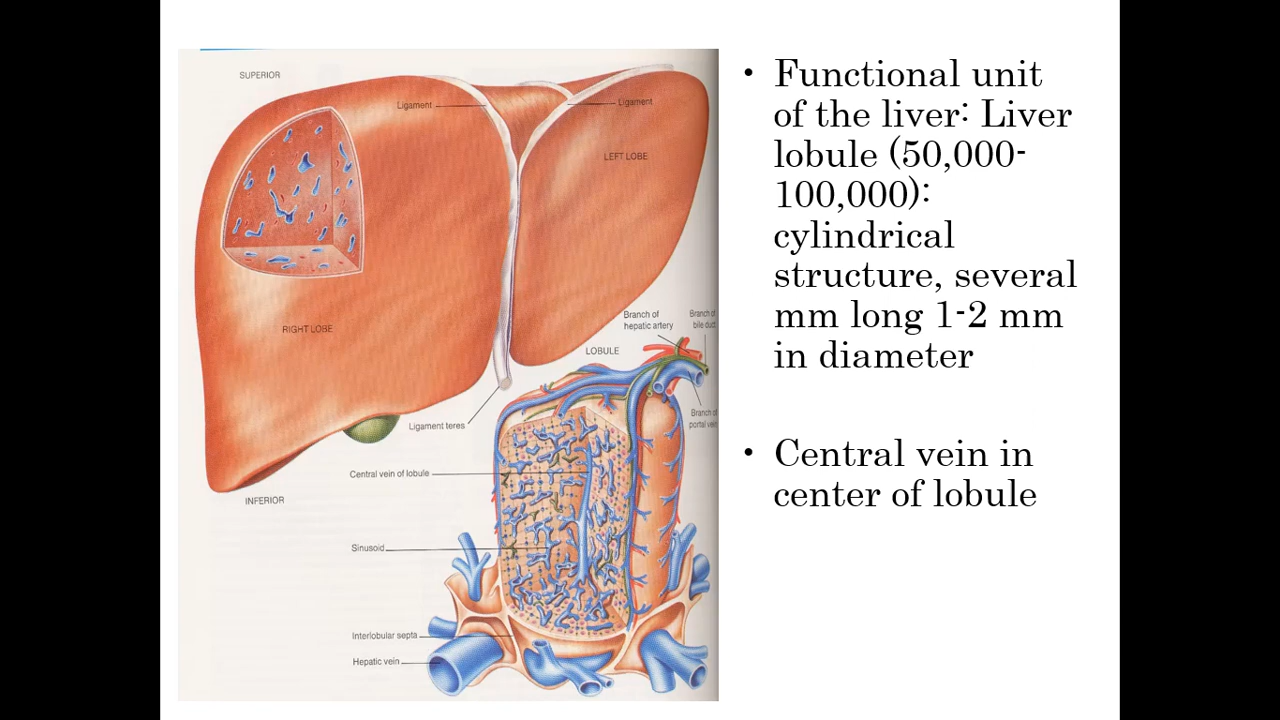 SUPERIOR
Ligament
Ligament
LEFT LOBE
RIGHT LOBE
Branch of
hepatic artery
Branch of
bile duct
LOBULE
Ligament teres
Branch of
portal vein
Central vein of lobule
INFERIOR
Sinusoid
Interlobular septa
Hepatic vein
• Functional unit
of the liver: Liver
lobule (50,000-
100,000):
cylindrical
structure, several
mm long 1-2 mm
in diameter
• Central vein in
center of lobule